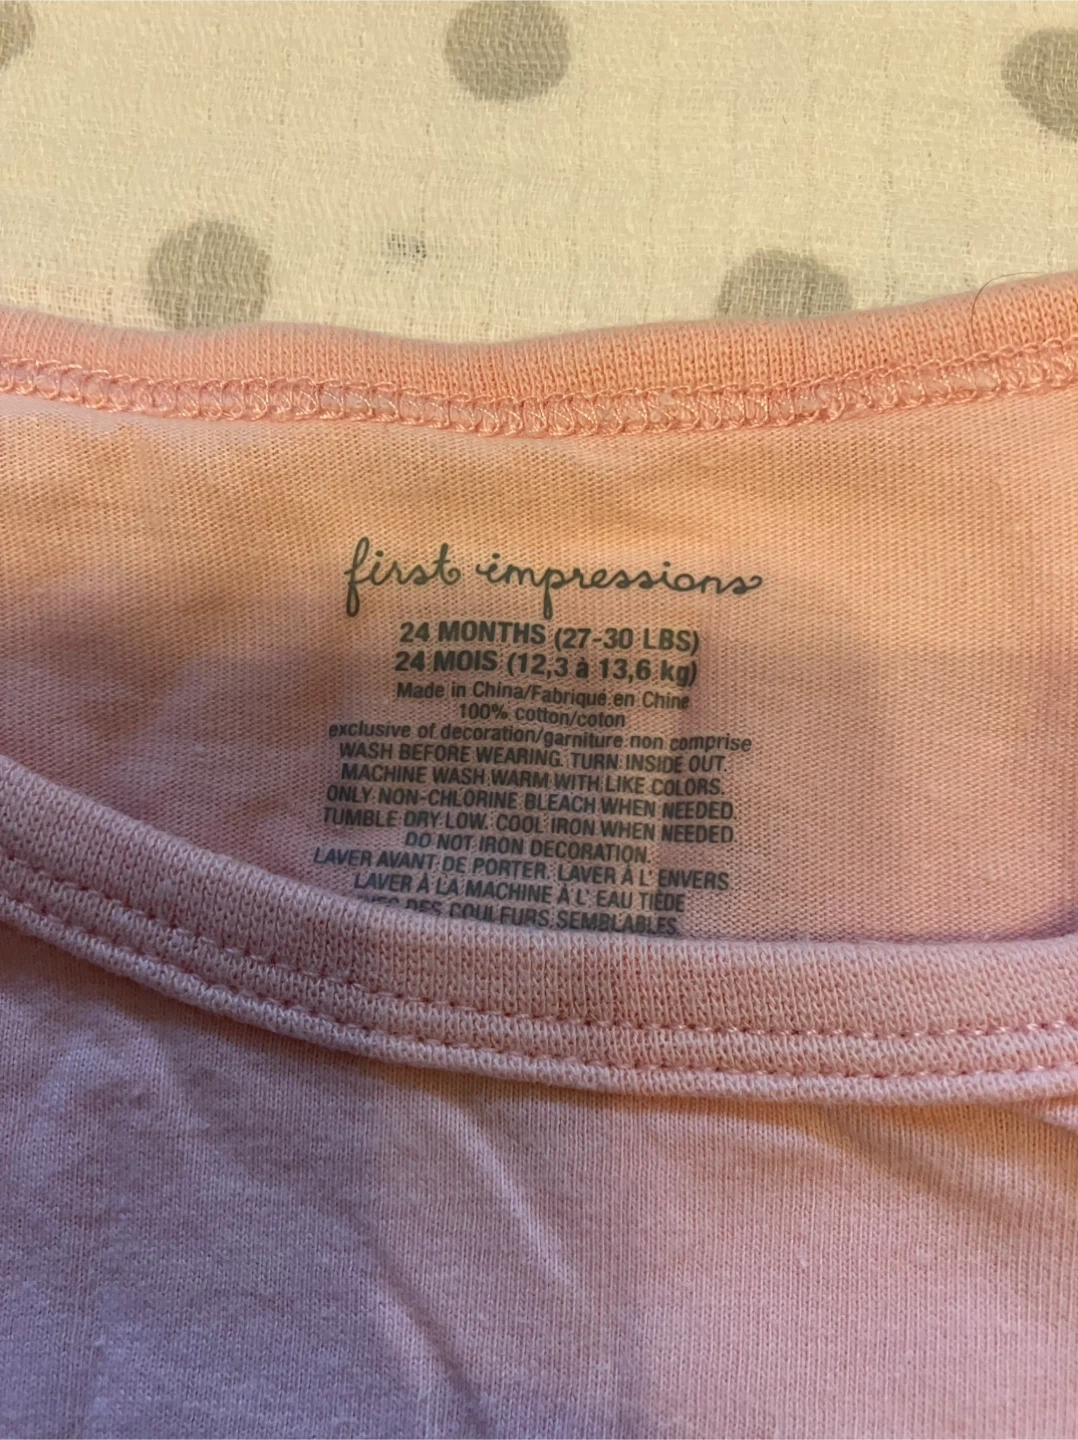 first impressions
24 MONTHS (27-30 LBS)
24 MOIS (12,3 à 13,6 kg)
Made in China/Fabriqué en Chine
100% cotton/coton
exclusive of decoration/garniture non comprise
WASH BEFORE WEARING. TURN INSIDE OUT.
MACHINE WASH WARM WITH LIKE COLORS.
ONLY NON-CHLORINE BLEACH WHEN NEEDED.
TUMBLE DRY LOW. COOL IRON WHEN NEEDED.
DO NOT IRON DECORATION.
LAVER AVANT DE PORTER. LAVER À L' ENVERS.
LAVER À LA MACHINE À L' EAU TIÈDE
DES COULEURS SEMBLABLES.